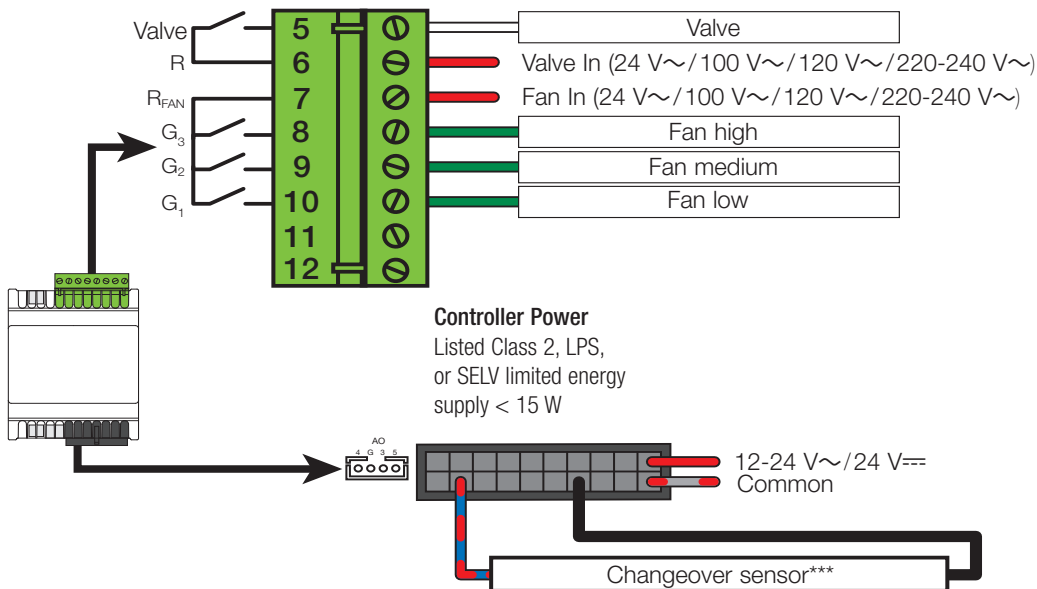 Valve 5 Valve
R 6 Valve In (24 V～/100 V～/120 V～/220-240 V～)
RFAN 7 Fan In (24 V～/100 V～/120 V～/220-240 V～)
G3 8 Fan high
G2 9 Fan medium
G1 10 Fan low
11
12
Controller Power
Listed Class 2, LPS,
or SELV limited energy
supply < 15 W
AO
4 G 3 5
12-24 V～/24 V⎓
Common
Changeover sensor***